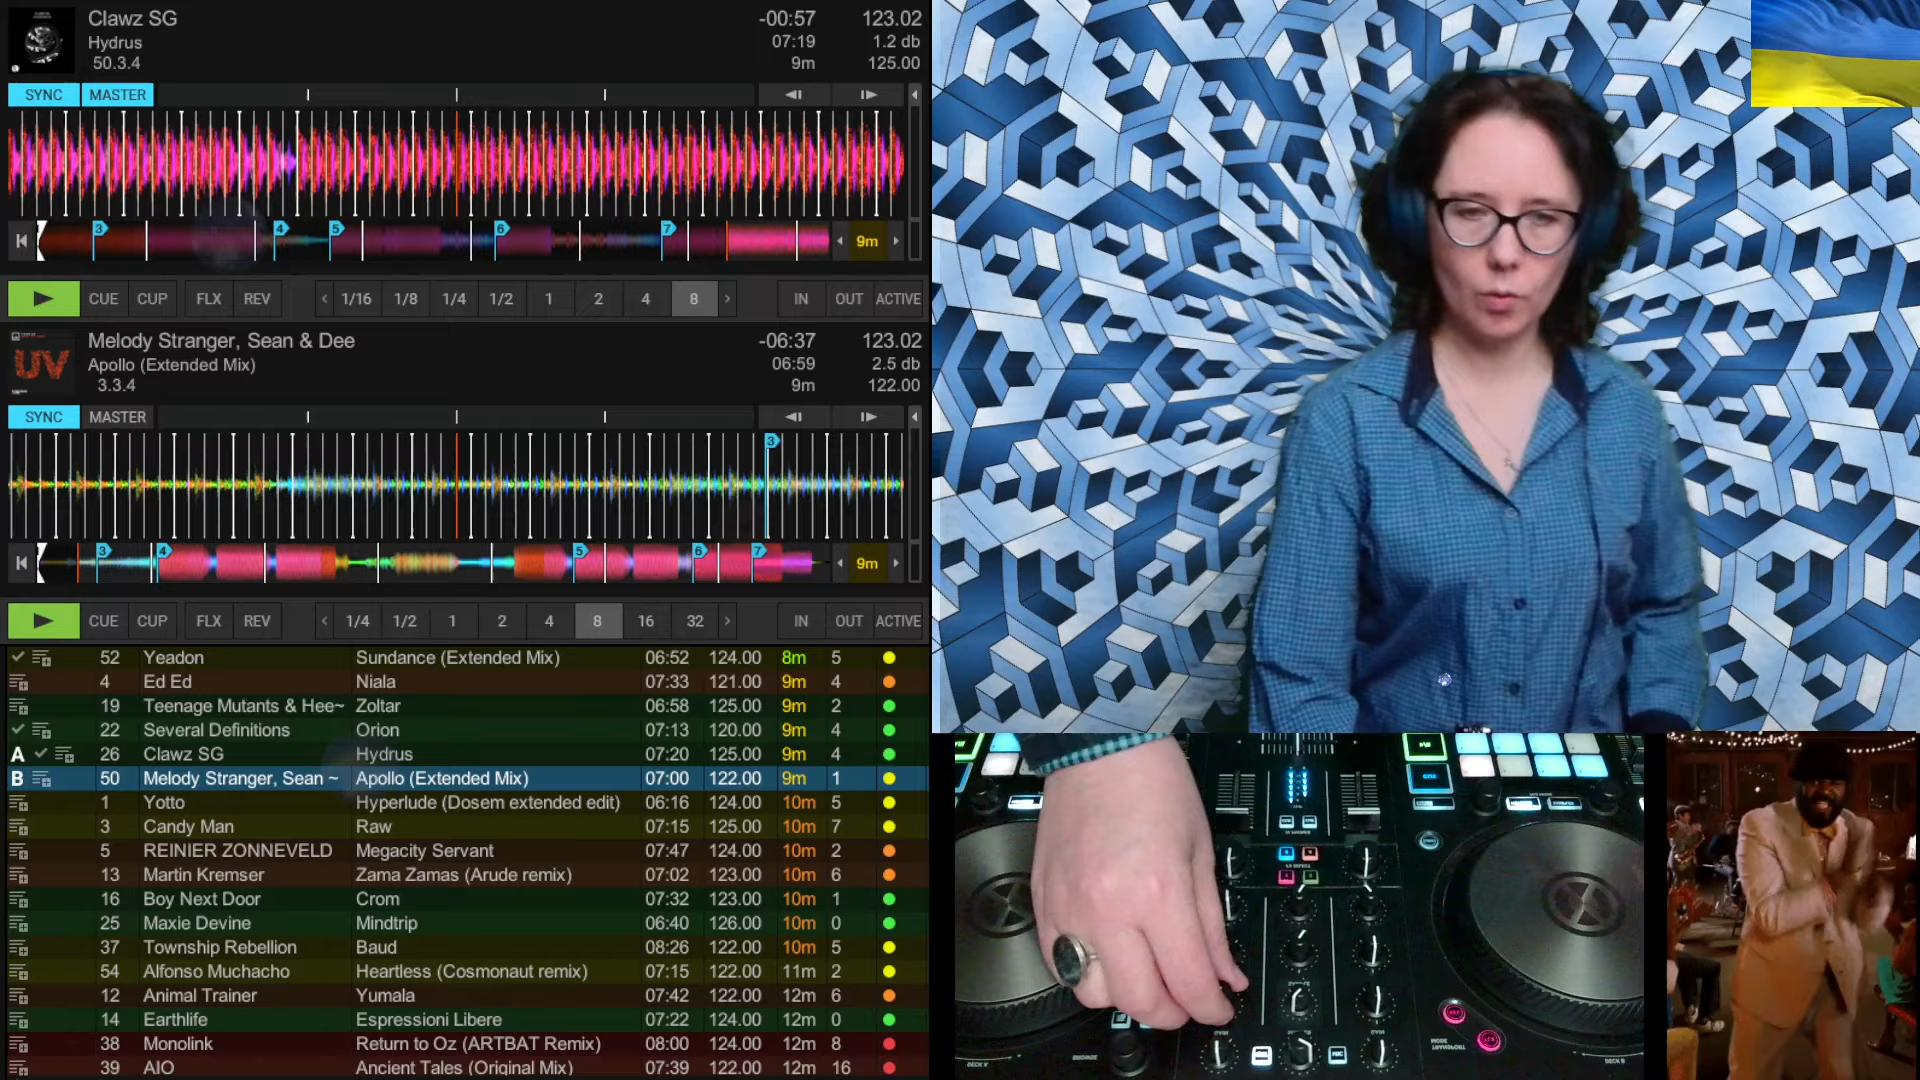 Clawz SG -00:57 123.02
Hydrus 07:19 1.2 db
50.3.4 9m 125.00
SYNC MASTER
3 4 5 6 7 9m
CUE CUP FLX REV 1/16 1/8 1/4 1/2 1 2 4 8 IN OUT ACTIVE
UV
Melody Stranger, Sean & Dee -06:37 123.02
Apollo (Extended Mix) 06:59 2.5 db
3.3.4 9m 122.00
SYNC MASTER
3
3 4 5 6 7 9m
CUE CUP FLX REV 1/4 1/2 1 2 4 8 16 32 IN OUT ACTIVE
52 Yeadon Sundance (Extended Mix) 06:52 124.00 8m 5
4 Ed Ed Niala 07:33 121.00 9m 4
19 Teenage Mutants & Hee~ Zoltar 06:58 125.00 9m 2
22 Several Definitions Orion 07:13 120.00 9m 4
A 26 Clawz SG Hydrus 07:20 125.00 9m 4
B 50 Melody Stranger, Sean ~ Apollo (Extended Mix) 07:00 122.00 9m 1
1 Yotto Hyperlude (Dosem extended edit) 06:16 124.00 10m 5
3 Candy Man Raw 07:15 125.00 10m 7
5 REINIER ZONNEVELD Megacity Servant 07:47 124.00 10m 2
13 Martin Kremser Zama Zamas (Arude remix) 07:02 123.00 10m 6
16 Boy Next Door Crom 07:32 123.00 10m 1
25 Maxie Devine Mindtrip 06:40 126.00 10m 0
37 Township Rebellion Baud 08:26 122.00 10m 5
54 Alfonso Muchacho Heartless (Cosmonaut remix) 07:15 122.00 11m 2
12 Animal Trainer Yumala 07:42 122.00 12m 6
14 Earthlife Espressioni Libere 07:22 124.00 12m 0
38 Monolink Return to Oz (ARTBAT Remix) 08:00 124.00 12m 8
39 AIO Ancient Tales (Original Mix) 07:39 122.00 12m 16